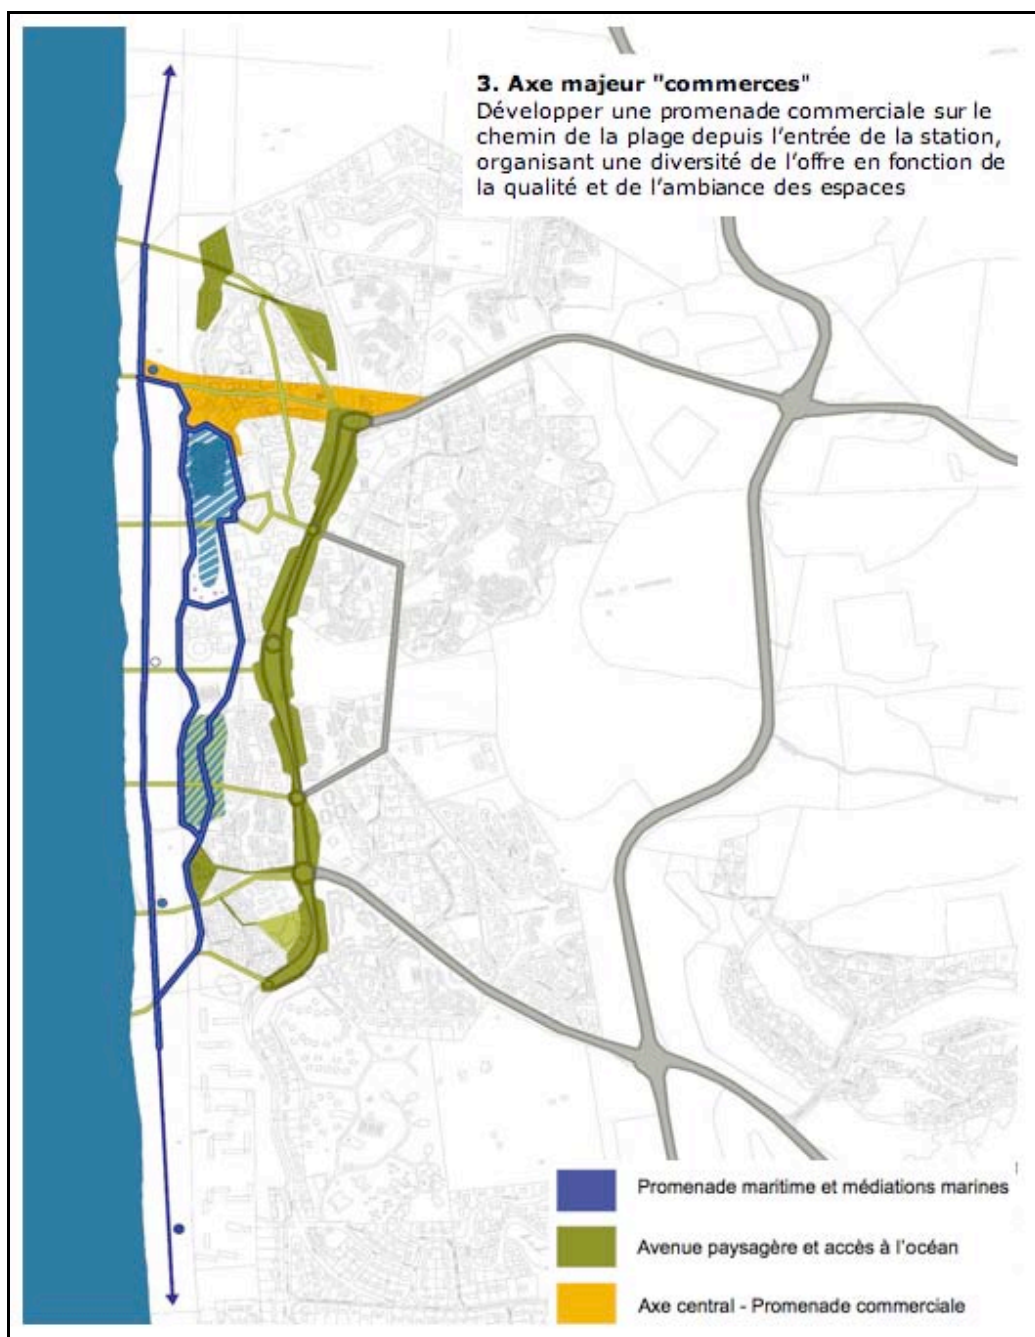 3. Axe majeur "commerces"
Développer une promenade commerciale sur le
chemin de la plage depuis l'entrée de la station,
organisant une diversité de l'offre en fonction de
la qualité et de l'ambiance des espaces
Promenade maritime et médiations marines
Avenue paysagère et accès à l'océan
Axe central - Promenade commerciale